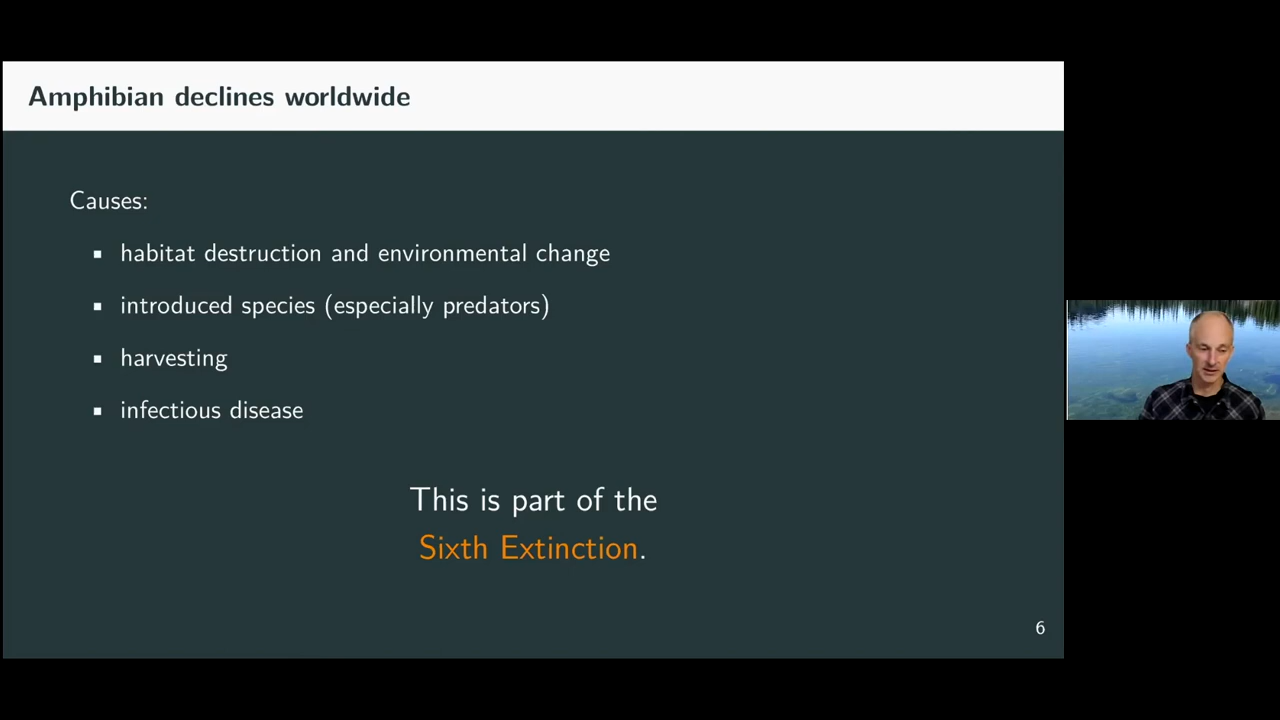 Amphibian declines worldwide
Causes:
▪ habitat destruction and environmental change
▪ introduced species (especially predators)
▪ harvesting
▪ infectious disease
This is part of the
Sixth Extinction.
6